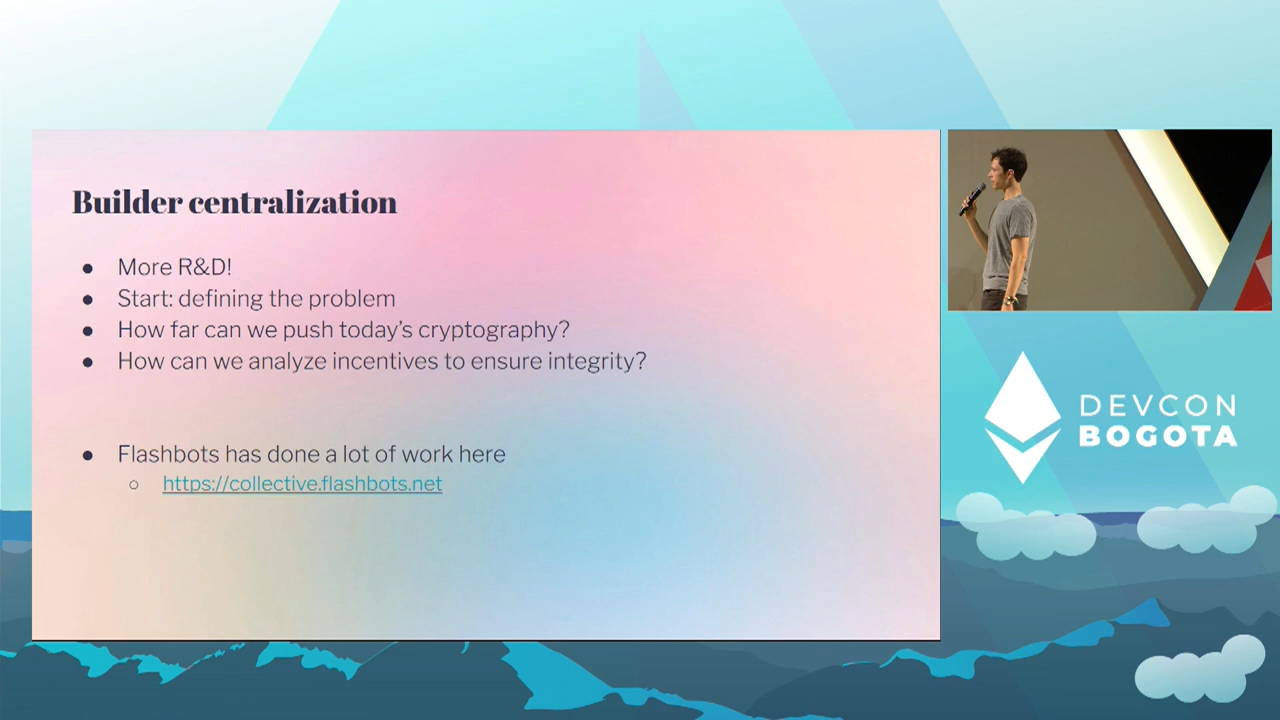 Builder centralization
● More R&D!
● Start: defining the problem
● How far can we push today’s cryptography?
● How can we analyze incentives to ensure integrity?
● Flashbots has done a lot of work here
○ https://collective.flashbots.net
DEVCON
BOGOTA